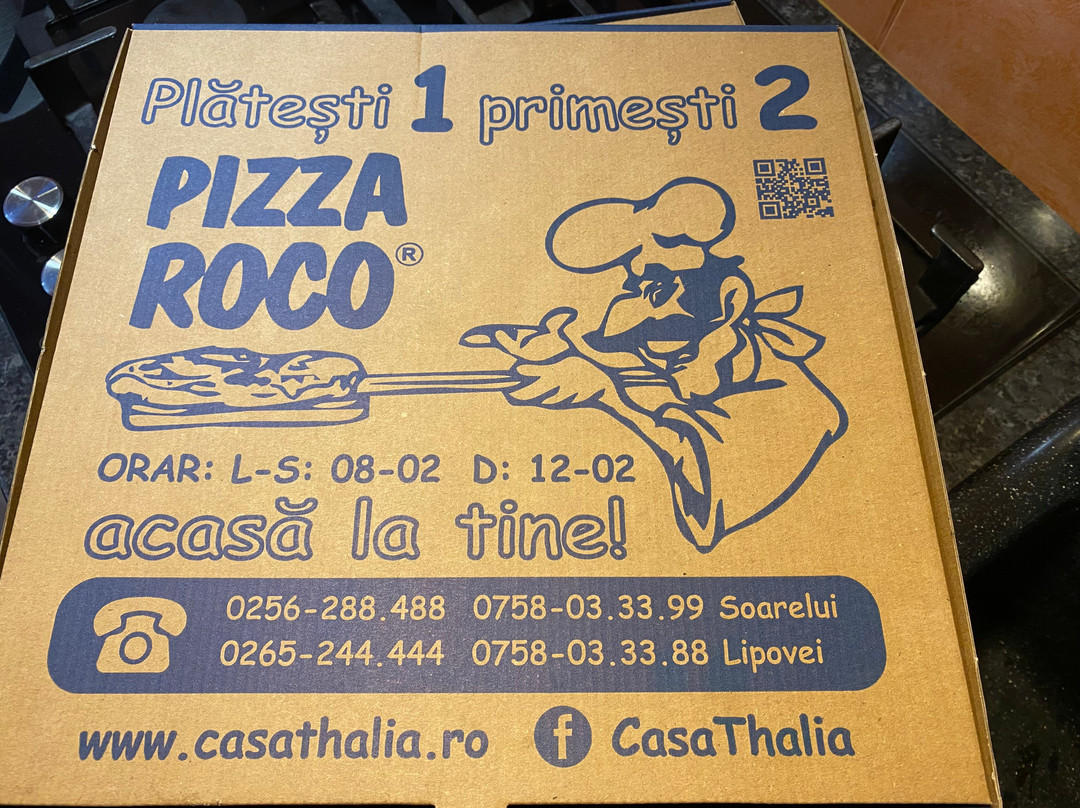 Plătești 1 primești 2
PIZZA
ROCO®
ORAR: L-S: 08-02 D: 12-02
acasă la tine!
0256-288.488 0758-03.33.99 Soarelui
0265-244.444 0758-03.33.88 Lipovei
www.casathalia.ro f CasaThalia